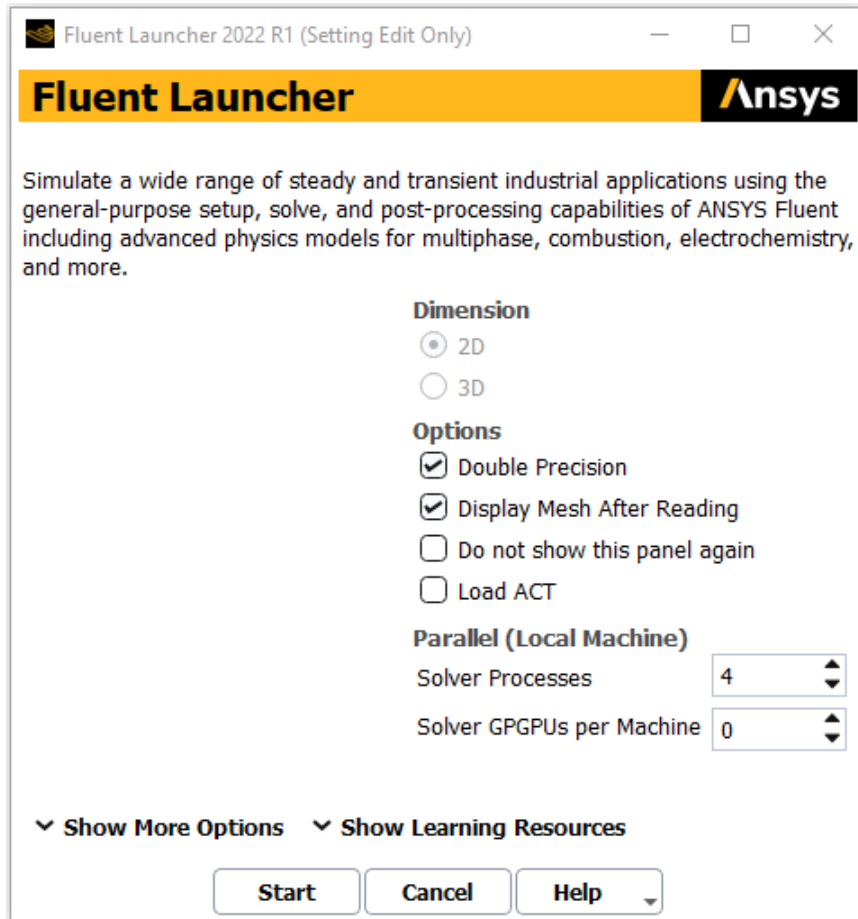 Fluent Launcher 2022 R1 (Setting Edit Only)
Fluent Launcher
Ansys
Simulate a wide range of steady and transient industrial applications using the
general-purpose setup, solve, and post-processing capabilities of ANSYS Fluent
including advanced physics models for multiphase, combustion, electrochemistry,
and more.
Dimension
2D
3D
Options
Double Precision
Display Mesh After Reading
Do not show this panel again
Load ACT
Parallel (Local Machine)
Solver Processes 4
Solver GPGPUs per Machine 0
Show More Options Show Learning Resources
Start Cancel Help